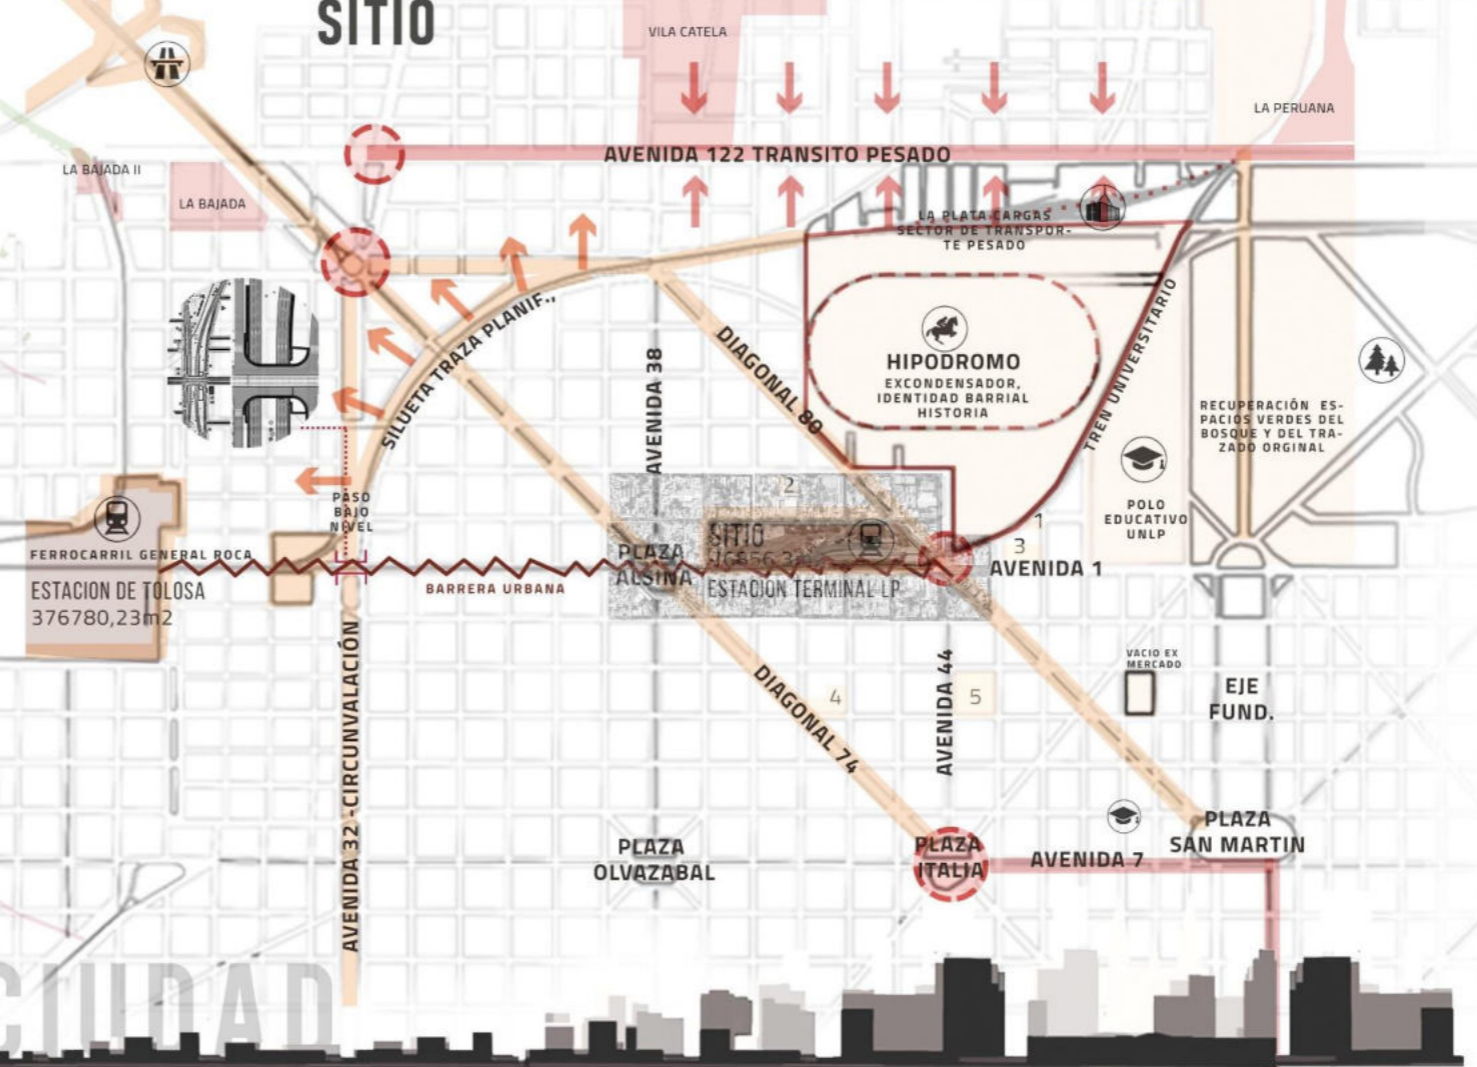 SITIO
VILA CATELA
LA PERUANA
AVENIDA 122 TRANSITO PESADO
LA BAJADA II
LA BAJADA
LA PLATA CARGAS
SECTOR DE TRANSPOR-
TE PESADO
SILUETA TRAZA PLANIF.,
AVENIDA 38
DIAGONAL 80
HIPODROMO
EXCONDENSADOR,
IDENTIDAD BARRIAL
HISTORIA
TREN UNIVERSITARIO
RECUPERACIÓN ES-
PACIOS VERDES DEL
BOSQUE Y DEL TRA-
ZADO ORGINAL
POLO
EDUCATIVO
UNLP
PASO
BAJO
NIVEL
2
SITIO
1
3
FERROCARRIL GENERAL ROCA
ESTACION DE TOLOSA
376780,23m2
BARRERA URBANA
PLAZA
ALSINA
ESTACION TERMINAL LP
AVENIDA 1
AVENIDA 32 -CIRCUNVALACIÓN
DIAGONAL 74
4
AVENIDA 44
5
VACIO EX
MERCADO
EJE
FUND.
PLAZA
OLVAZABAL
PLAZA
ITALIA
AVENIDA 7
PLAZA
SAN MARTIN
CIUDAD